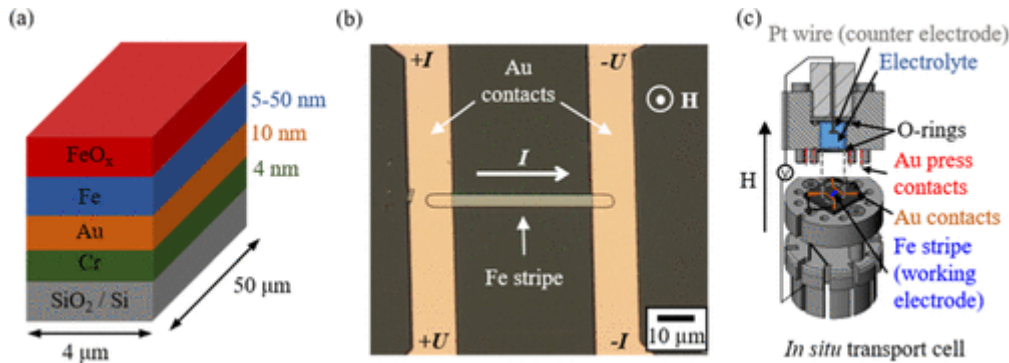 (a)
FeOx
Fe
Au
Cr
SiO2 / Si
5-50 nm
10 nm
4 nm
50 μm
4 μm
(b)
+I
-U
Au
contacts
H
I
Fe stripe
+U
-I
10 μm
(c)
Pt wire (counter electrode)
Electrolyte
O-rings
H
V
Au press
contacts
Au contacts
Fe stripe
(working
electrode)
In situ transport cell